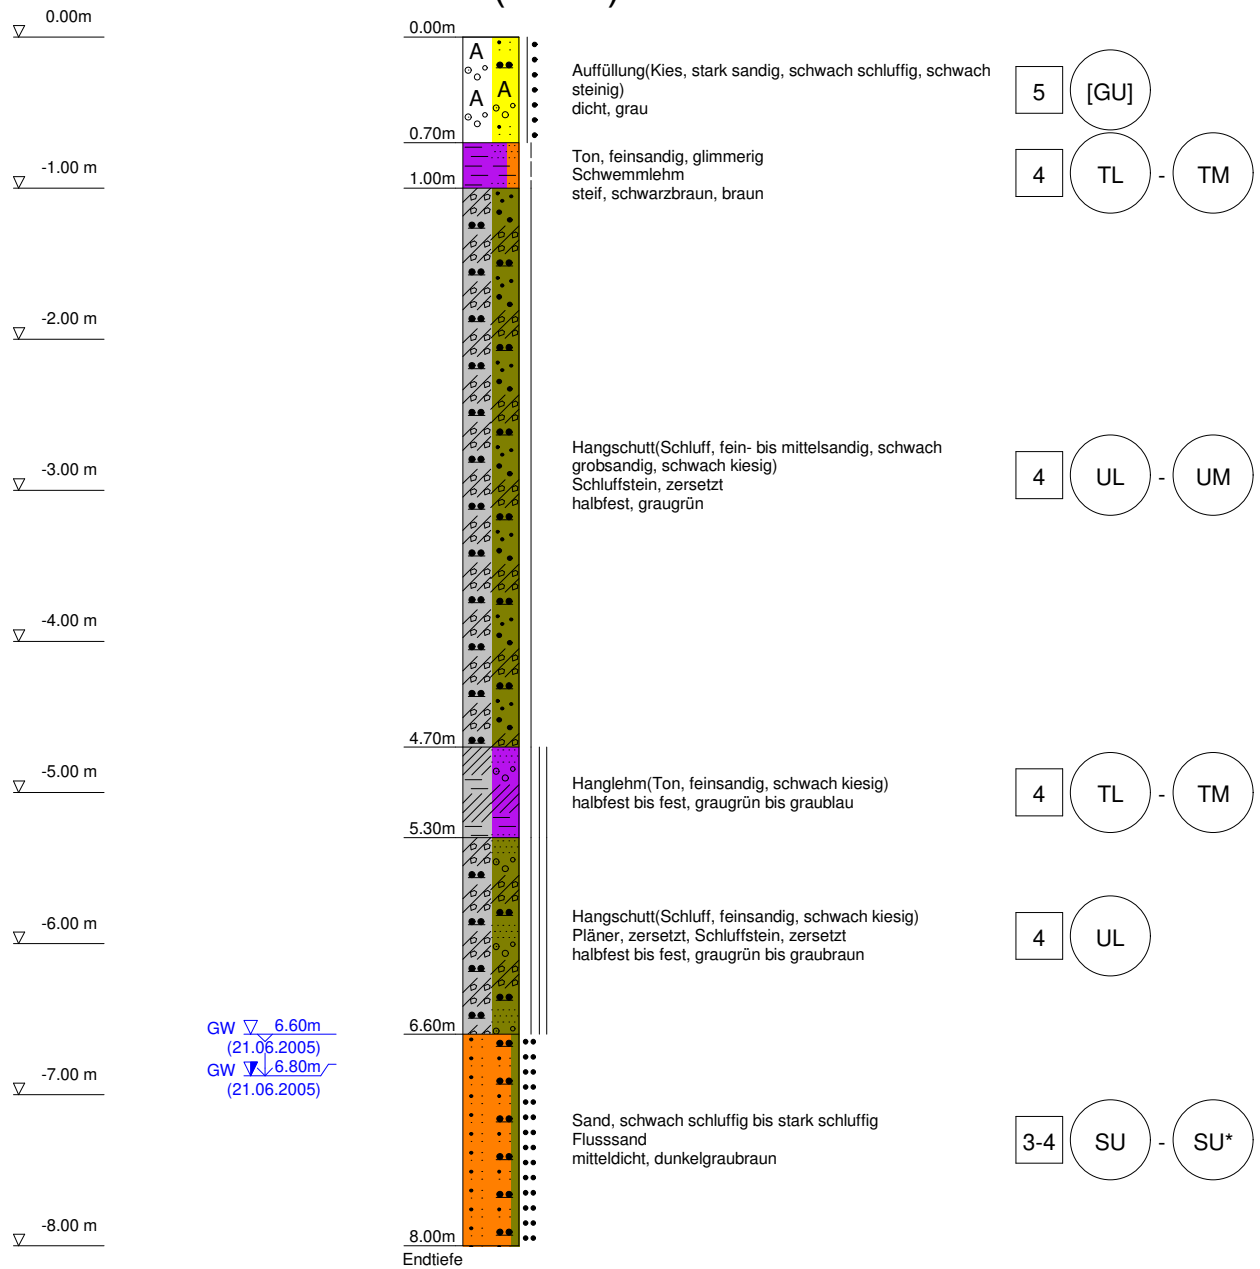 0.00m
0.00m
A
A
A
Auffüllung(Kies, stark sandig, schwach schluffig, schwach
steinig)
dicht, grau
5
[GU]
0.70m
Ton, feinsandig, glimmerig
Schwemmlehm
steif, schwarzbraun, braun
4
TL - TM
-1.00 m
1.00m
-2.00 m
Hangschutt(Schluff, fein- bis mittelsandig, schwach
grobsandig, schwach kiesig)
Schluffstein, zersetzt
halbfest, graugrün
4
UL - UM
-3.00 m
-4.00 m
4.70m
-5.00 m
Hanglehm(Ton, feinsandig, schwach kiesig)
halbfest bis fest, graugrün bis graublau
4
TL - TM
5.30m
Hangschutt(Schluff, feinsandig, schwach kiesig)
Pläner, zersetzt, Schluffstein, zersetzt
halbfest bis fest, graugrün bis graubraun
4
UL
-6.00 m
GW 6.60m
(21.06.2005)
GW 6.80m
(21.06.2005)
6.60m
-7.00 m
Sand, schwach schluffig bis stark schluffig
Flusssand
mitteldicht, dunkelgraubraun
3-4
SU - SU*
-8.00 m
8.00m
Endtiefe